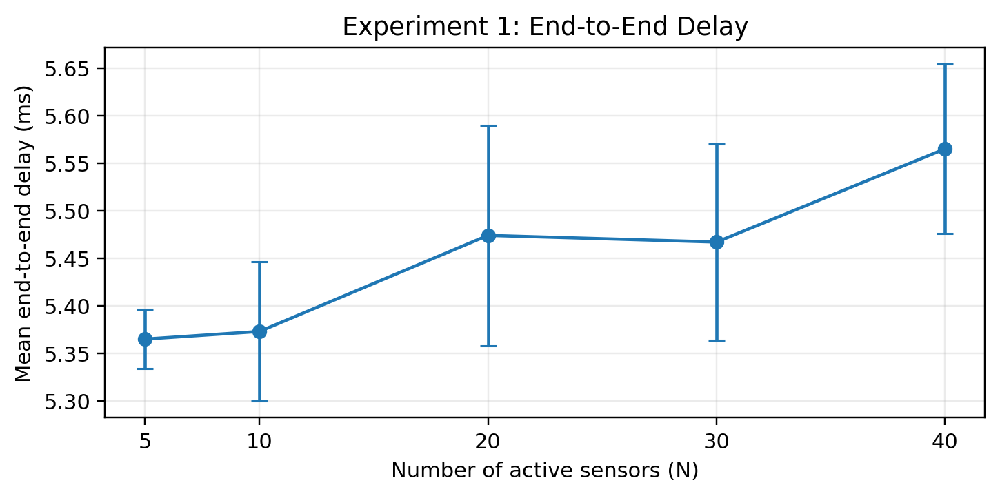 Experiment 1: End-to-End Delay
Mean end-to-end delay (ms)
5.65
5.60
5.55
5.50
5.45
5.40
5.35
5.30
5 10 20 30 40
Number of active sensors (N)